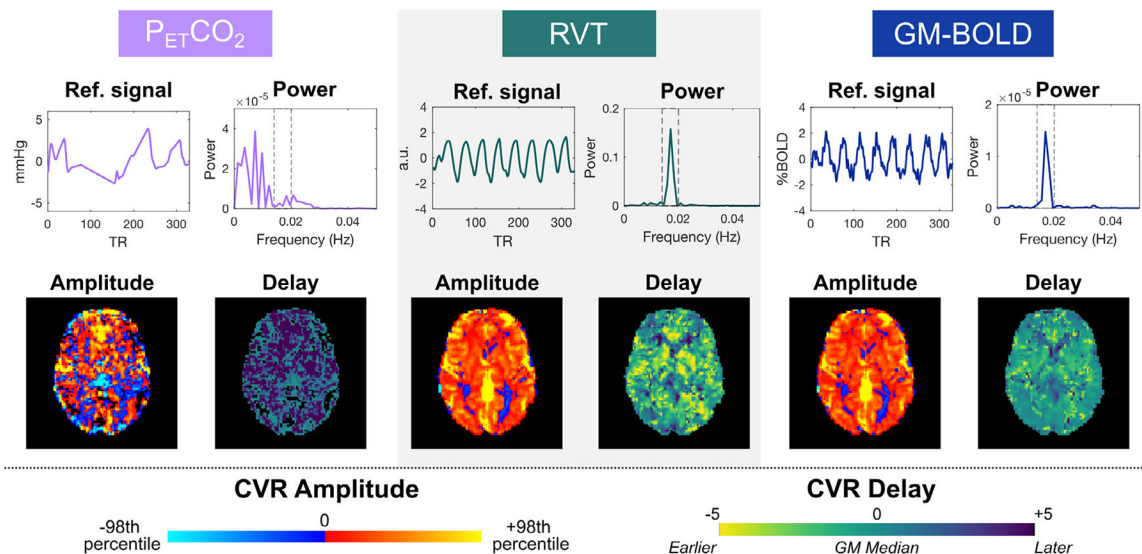 PETCO2
RVT
GM-BOLD
Ref. signal
Power
Ref. signal
Power
Ref. signal
Power
× 10-5
× 10-5
mmHg
5
0
-5
0
100
200
300
TR
Power
4
2
0
0
0.02
0.04
Frequency (Hz)
a.u.
4
2
0
-2
-4
0
100
200
300
TR
Power
0.2
0.1
0
0
0.02
0.04
Frequency (Hz)
%BOLD
4
2
0
-2
-4
0
100
200
300
TR
Power
2
1
0
0
0.02
0.04
Frequency (Hz)
Amplitude
Delay
Amplitude
Delay
Amplitude
Delay
CVR Amplitude
CVR Delay
-98th
percentile
0
+98th
percentile
-5
0
+5
Earlier
GM Median
Later